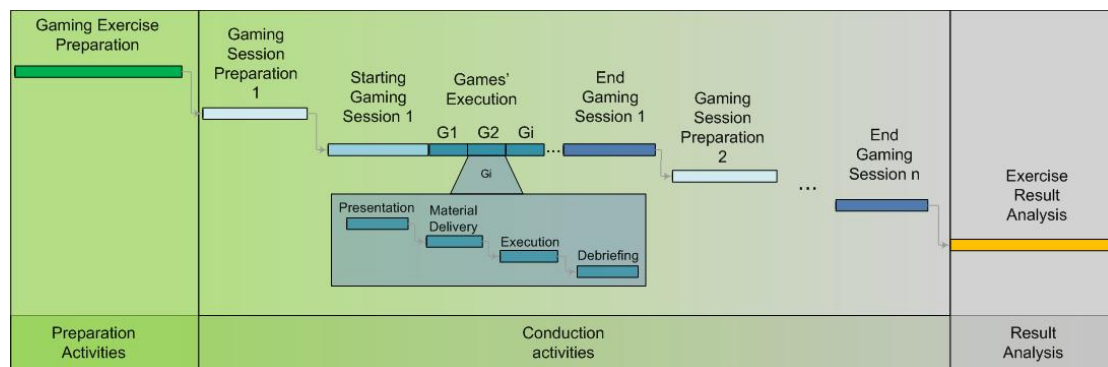 Gaming Exercise
Preparation
Gaming
Session
Preparation
1
Starting
Gaming
Session 1
Games'
Execution
G1 G2 Gi
...
End
Gaming
Session 1
Gaming
Session
Preparation
2
...
End
Gaming
Session n
Exercise
Result
Analysis
Gi
Presentation
Material
Delivery
Execution
Debriefing
Preparation
Activities
Conduction
activities
Result
Analysis